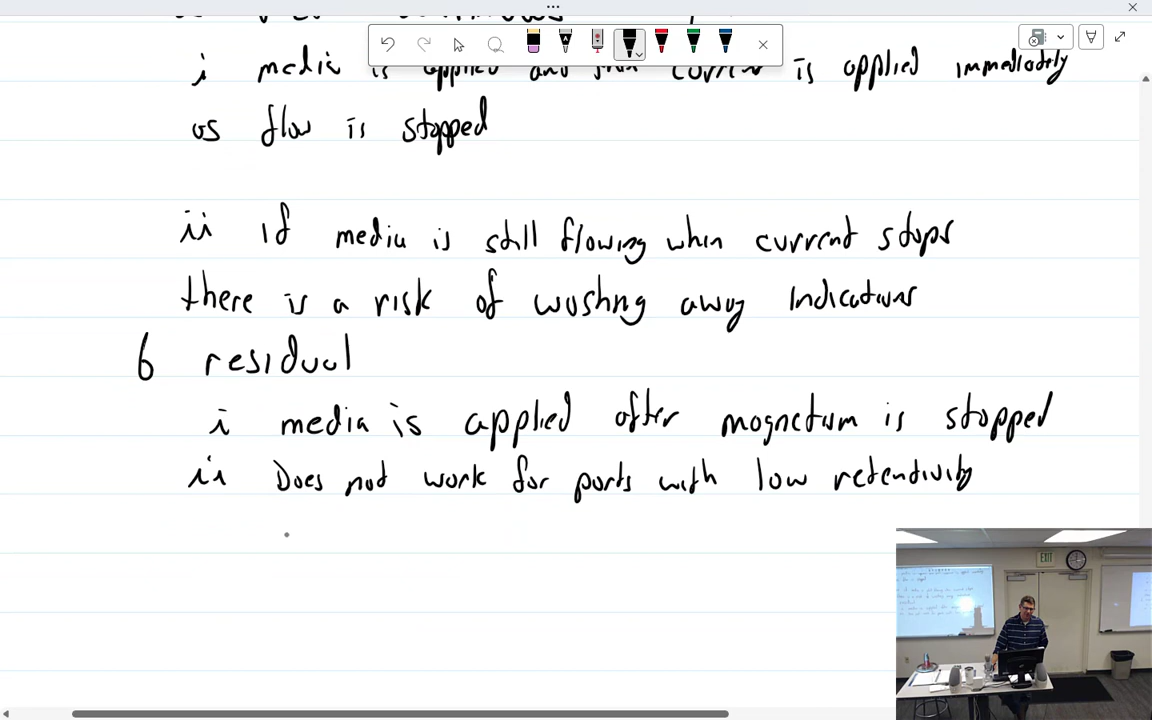 i media is applied and then current is applied immediately
as flow is stopped
ii if media is still flowing when current stops
there is a risk of washing away indications
6 residual
i media is applied after magnetum is stopped
ii Does not work for parts with low retentivity
EXIT